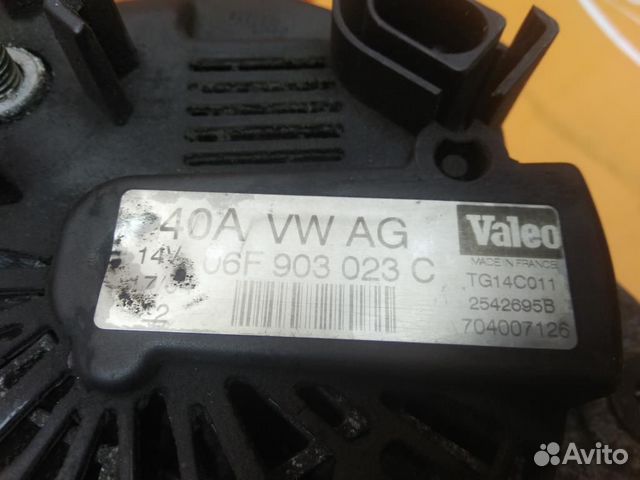 40A VW AG
14V 06F 903 023 C
Valeo
MADE IN FRANCE
TG14C011
2542695B
704007126
Avito